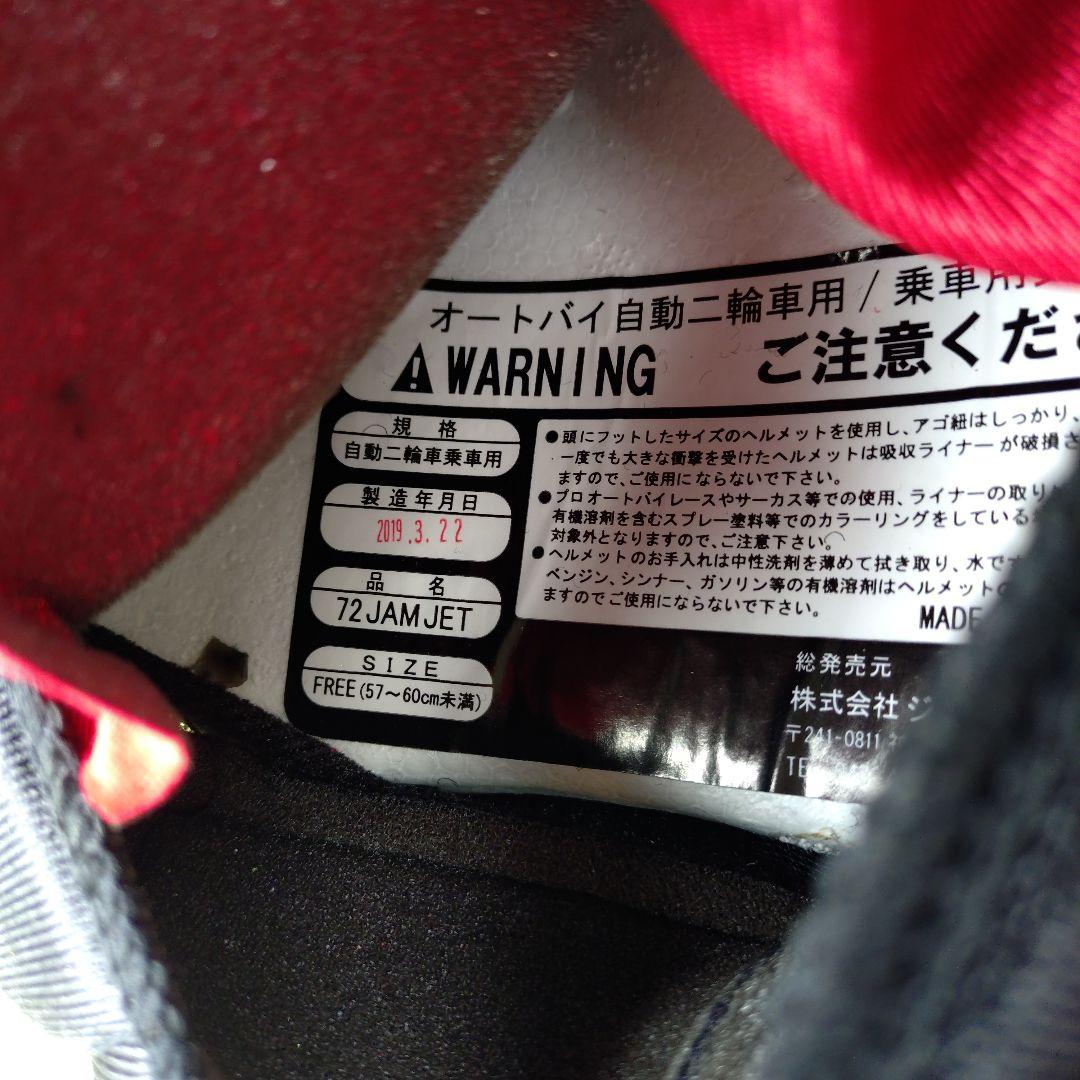 オートバイ自動二輪車用/乗車用
WARNING ご注意くださ
規格
自動二輪車乗車用
製造年月日
2019.3.22
品名
72JAMJET
SIZE
FREE(57～60cm未満)
●頭にフットしたサイズのヘルメットを使用し、アゴ紐はしっかり、
一度でも大きな衝撃を受けたヘルメットは吸収ライナーが破損さ
ますので、ご使用にならないで下さい。
●プロオートバイレースやサーカス等での使用、ライナーの取り
有機溶剤を含むスプレー塗料等でのカラーリングをしている
対象外となりますので、ご注意下さい。
●ヘルメットのお手入れは中性洗剤を薄めて拭き取り、水です
ベンジン、シンナー、ガソリン等の有機溶剤はヘルメットの
ますのでご使用にならないで下さい。
MADE
総発売元
株式会社ジ
〒241-0811
TE